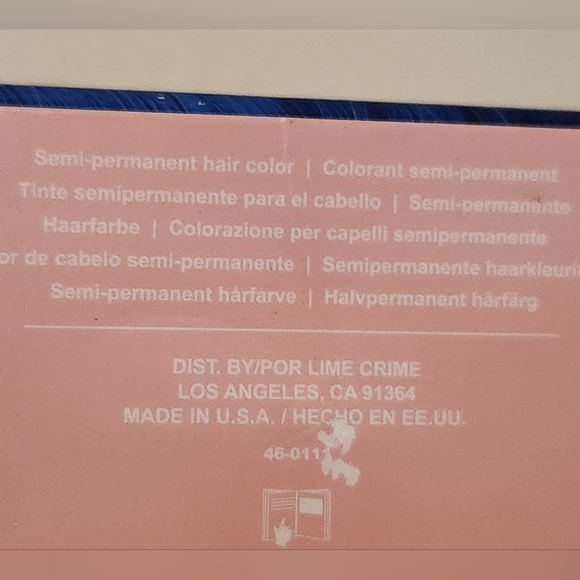 Semi-permanent hair color | Colorant semi-permanent
Tinte semipermanente para el cabello | Semi-permanente
Haarfarbe | Colorazione per capelli semipermanente
or de cabelo semi-permanente | Semipermanente haarkleuri
Semi-permanent hårfarve | Halvpermanent hårfärg
DIST. BY/POR LIME CRIME
LOS ANGELES, CA 91364
MADE IN U.S.A. / HECHO EN EE.UU.